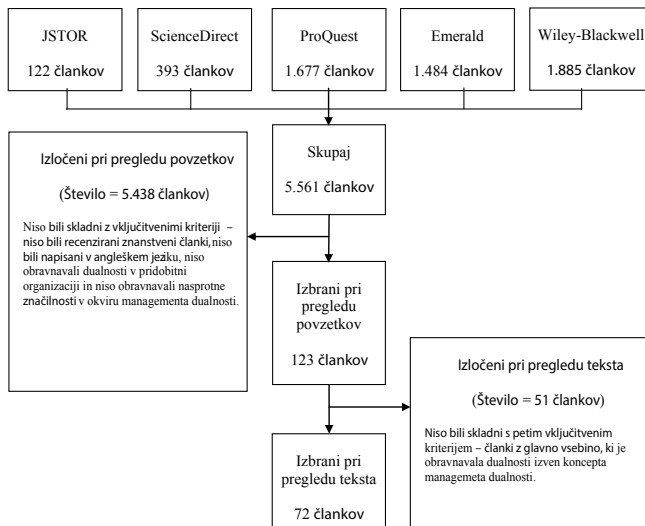 JSTOR
122 člankov
ScienceDirect
393 člankov
ProQuest
1.677 člankov
Emerald
1.484 člankov
Wiley-Blackwell
1.885 člankov
Skupaj
5.561 člankov
Izločeni pri pregledu povzetkov
(Število = 5.438 člankov)
Niso bili skladni z vključitvenimi kriteriji –
niso bili recenzirani znanstveni članki, niso
bili napisani v angleškem jeziku, niso
obravnavali dualnosti v pridobitni
organizaciji in niso obravnavali nasprotne
značilnosti v okviru managementa dualnosti.
Izbrani pri
pregledu
povzetkov
123 člankov
Izločeni pri pregledu teksta
(Število = 51 člankov)
Niso bili skladni s petim vključitvenim
kriterijem – članki z glavno vsebino, ki je
obravnavala dualnosti izven koncepta
managemeta dualnosti.
Izbrani pri
pregledu teksta
72 člankov